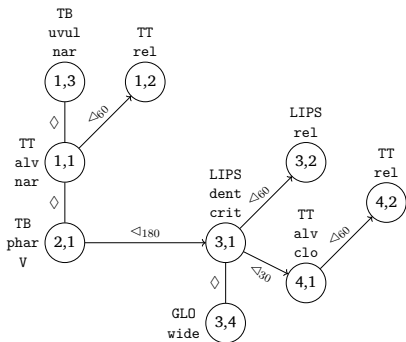 TB
uvul
nar
1,3
TT
rel
1,2
◁60
◇
TT
alv
nar
1,1
◇
TB
phar
V
2,1
◁180
LIPS
dent
crit
3,1
◁60
LIPS
rel
3,2
◁30
TT
alv
clo
4,1
◁60
TT
rel
4,2
◇
GLO
wide
3,4